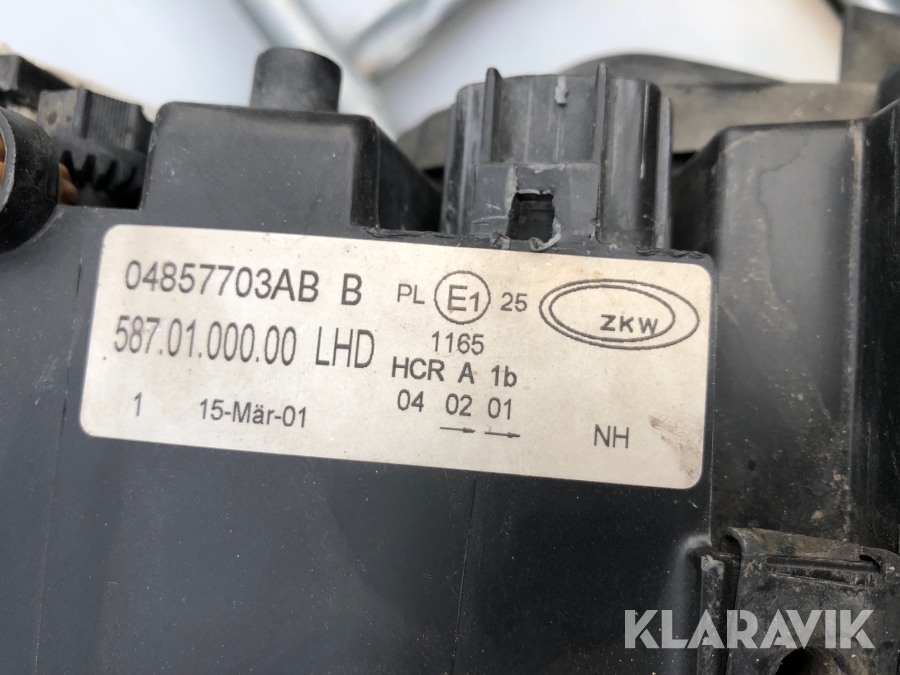 04857703AB B
587.01.000.00 LHD
1 15-Mär-01
PL E1 25
1165
HCR A 1b
04 02 01
→ →
ZKW
NH
KLARAVIK